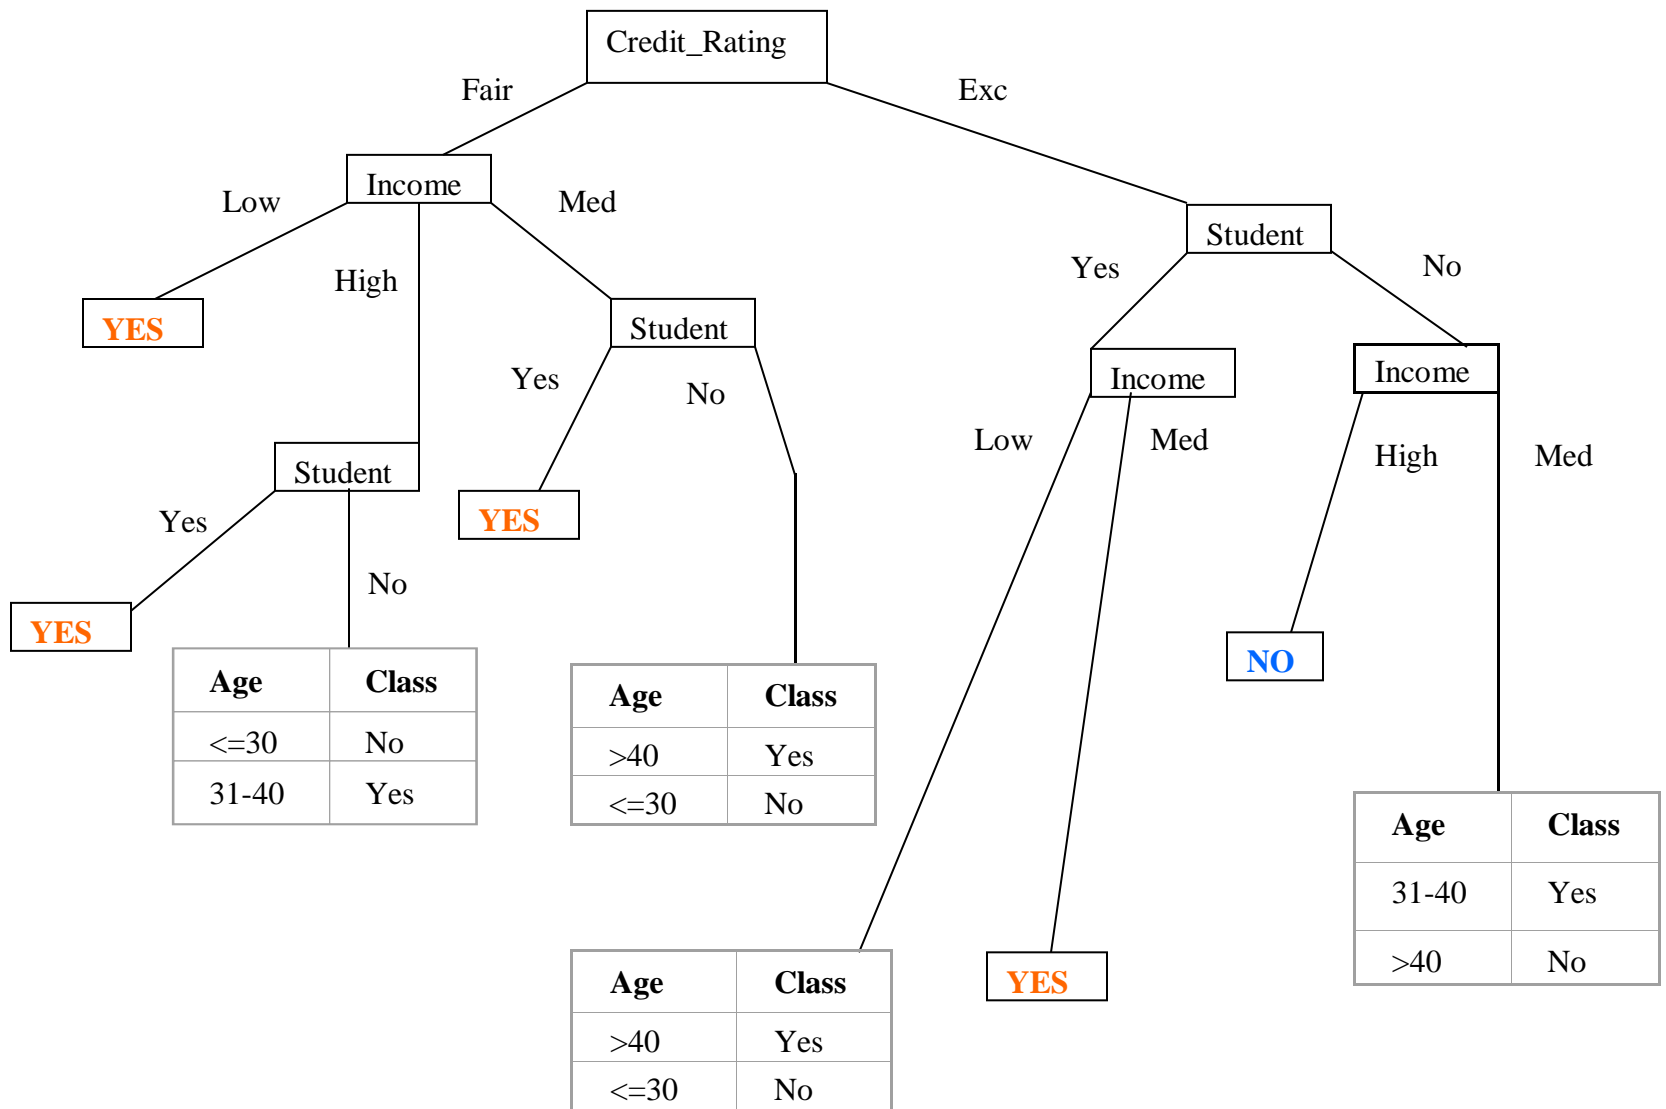 Credit_Rating
Fair
Exc
Income
Low
Med
High
Student
Yes
No
YES
Student
Yes
No
YES
Student
Yes
No
YES
Income
Low
Med
Income
High
Med
NO
YES
Age Class
<=30 No
31-40 Yes
Age Class
>40 Yes
<=30 No
Age Class
31-40 Yes
>40 No
Age Class
>40 Yes
<=30 No